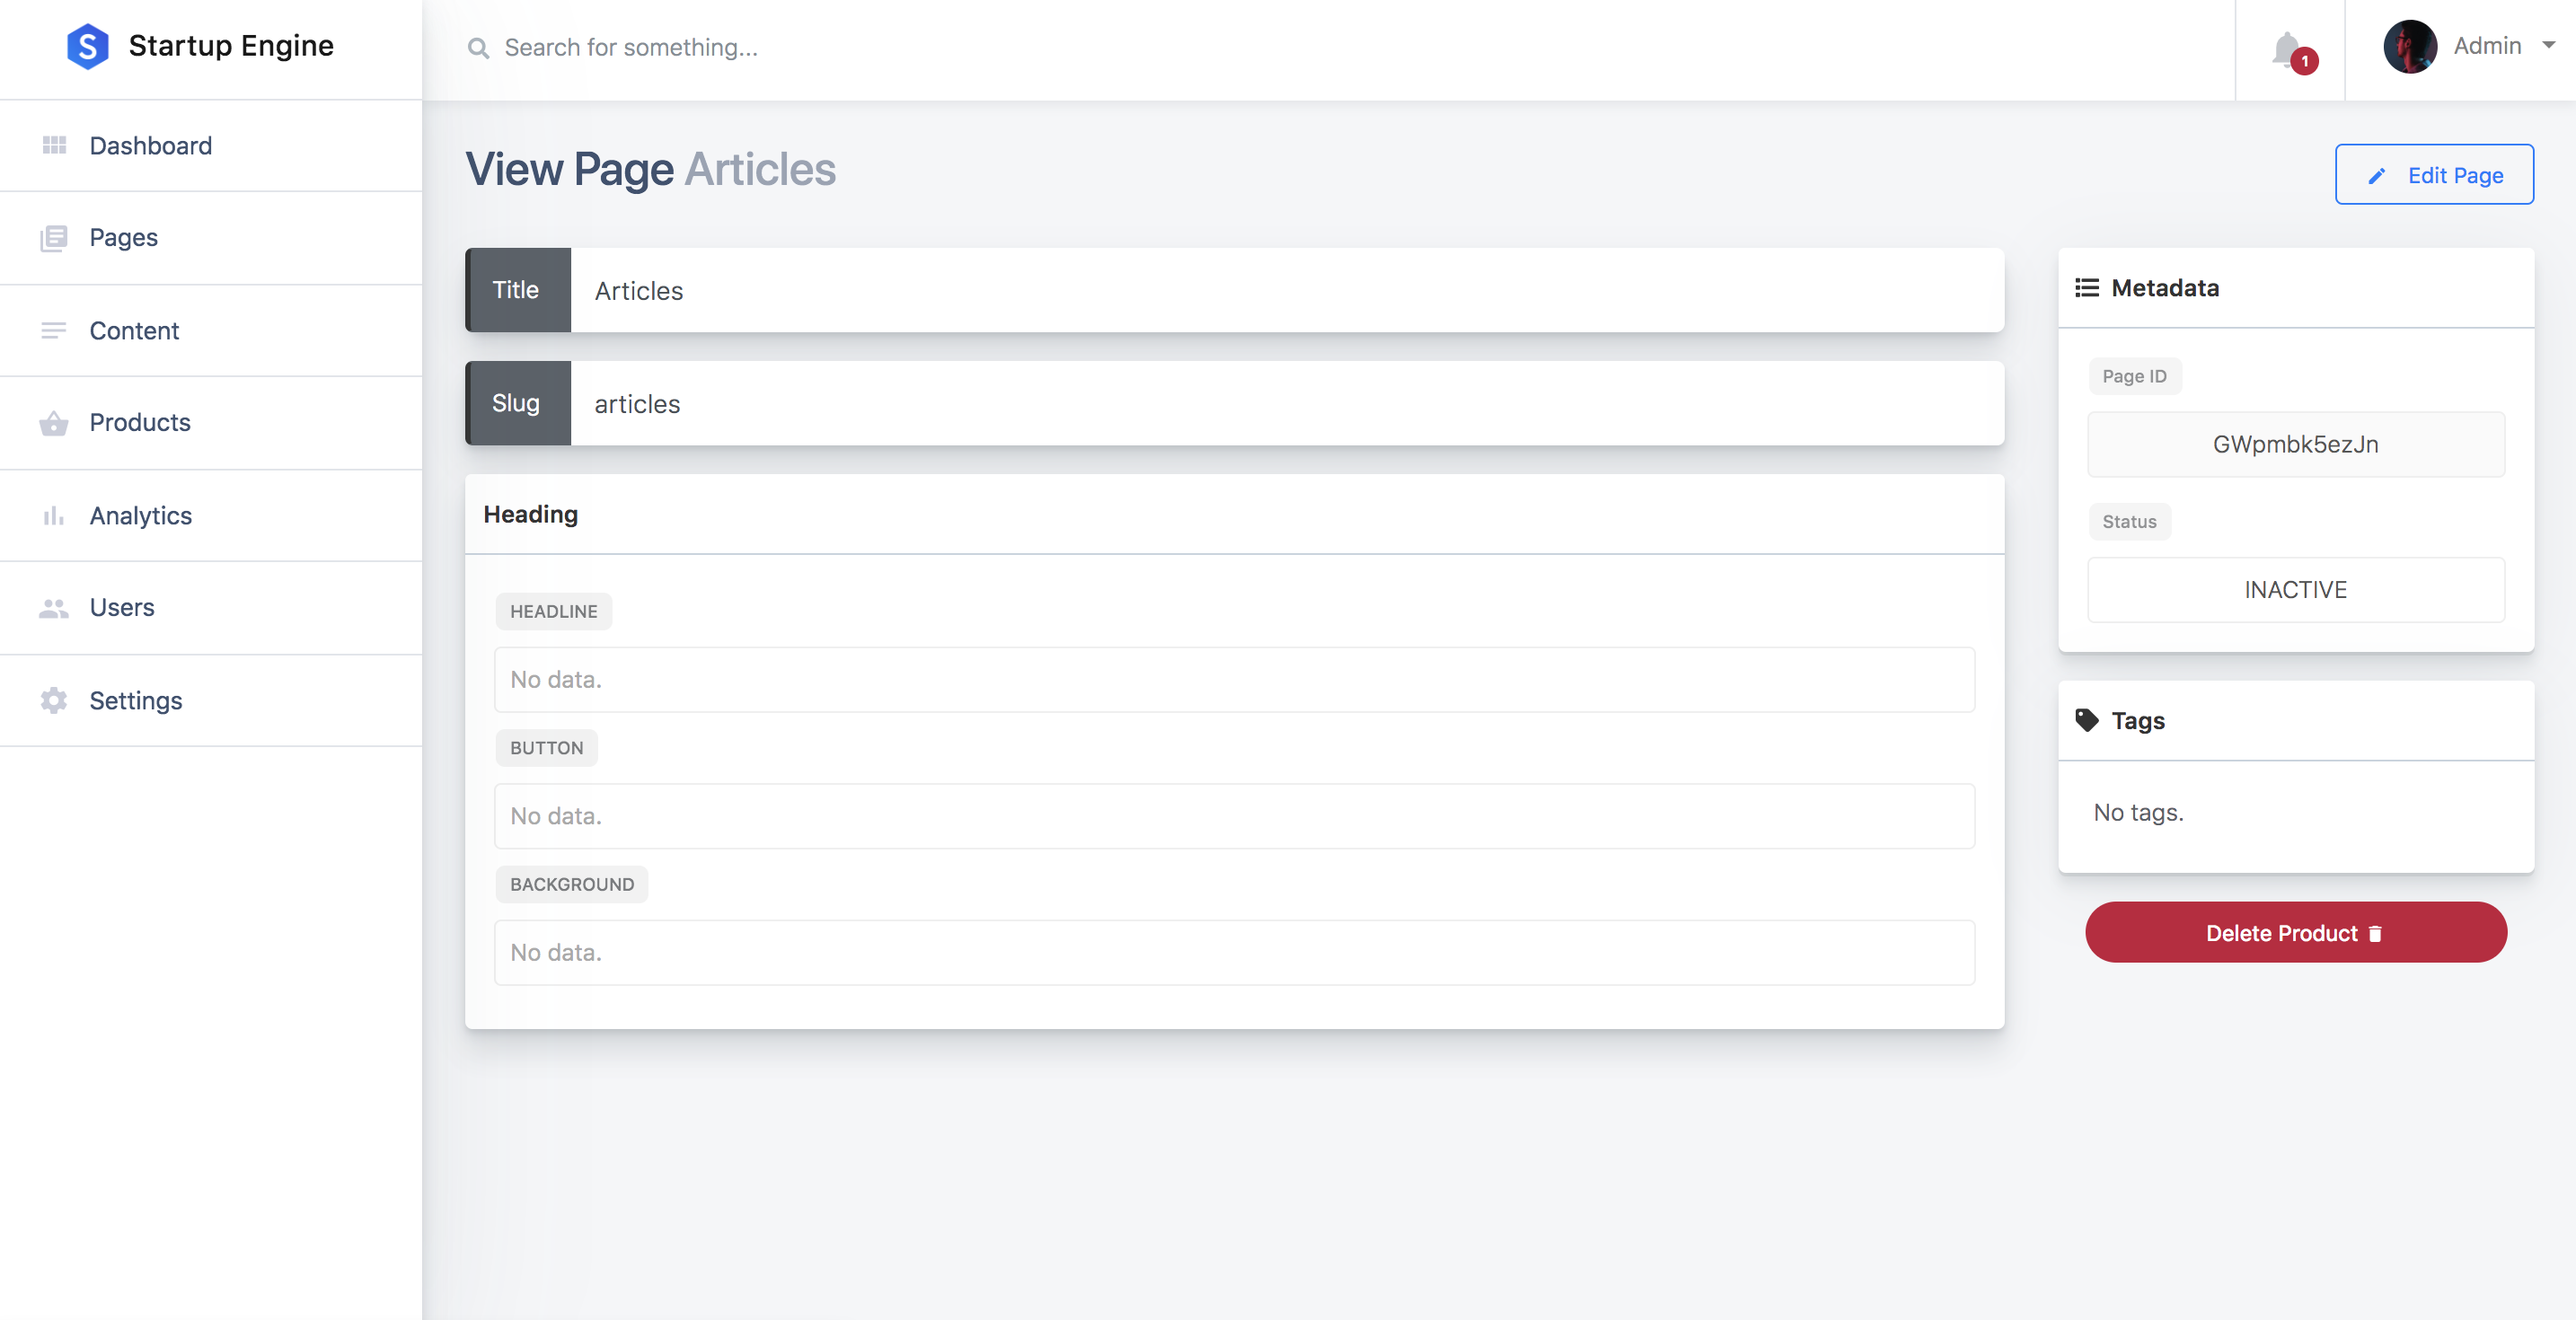 Startup Engine
Search for something...
1
Admin
Dashboard
Pages
Content
Products
Analytics
Users
Settings
View Page Articles
Edit Page
Title
Articles
Slug
articles
Heading
HEADLINE
No data.
BUTTON
No data.
BACKGROUND
No data.
Metadata
Page ID
GWpmbk5ezJn
Status
INACTIVE
Tags
No tags.
Delete Product